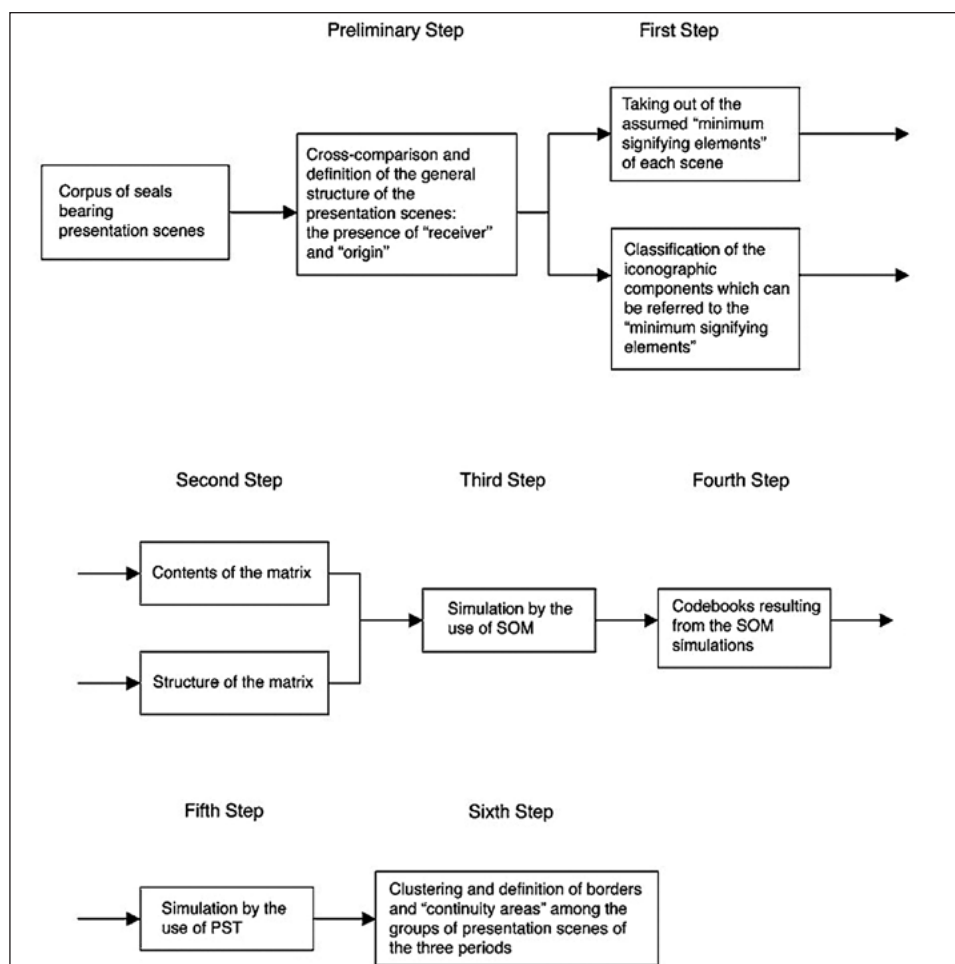 Preliminary Step
First Step
Corpus of seals
bearing
presentation scenes
Cross-comparison and
definition of the general
structure of the
presentation scenes:
the presence of “receiver”
and “origin”
Taking out of the
assumed “minimum
signifying elements”
of each scene
Classification of the
iconographic
components which can
be referred to the
“minimum signifying
elements”
Second Step
Third Step
Fourth Step
Contents of the matrix
Structure of the matrix
Simulation by the
use of SOM
Codebooks resulting
from the SOM
simulations
Fifth Step
Sixth Step
Simulation by the
use of PST
Clustering and definition of borders
and “continuity areas” among the
groups of presentation scenes of
the three periods